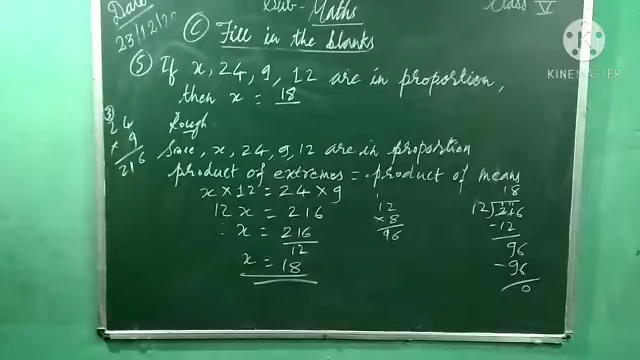 Date
23/12/20
Sub- Maths
Class V
C Fill in the blanks
5 If x, 24, 9, 12 are in proportion,
then x = 18
Rough
Since, x, 24, 9, 12 are in proportion
product of extremes = product of means
x × 12 = 24 × 9
12 x = 216
x = 216
12
x = 18
3
24
× 9
216
1
12
× 8
96
18
12 216
- 12
96
- 96
0
KINEMASTER